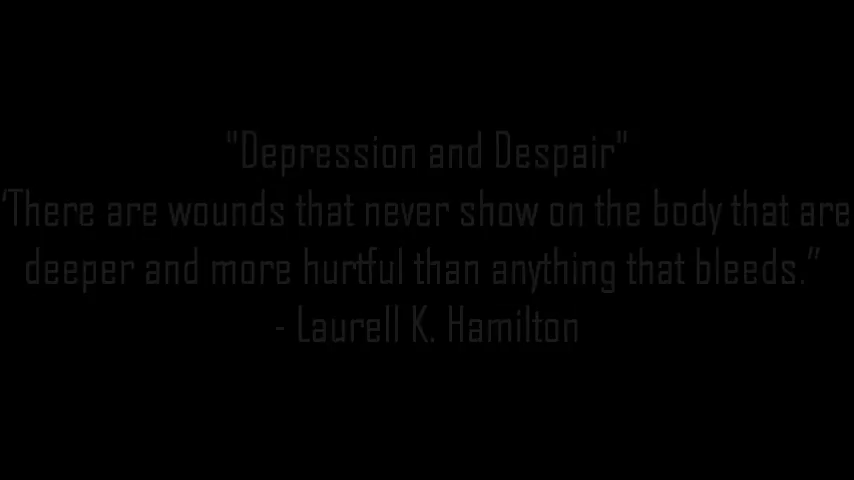 "Depression and Despair"
‘There are wounds that never show on the body that are
deeper and more hurtful than anything that bleeds.”
- Laurell K. Hamilton